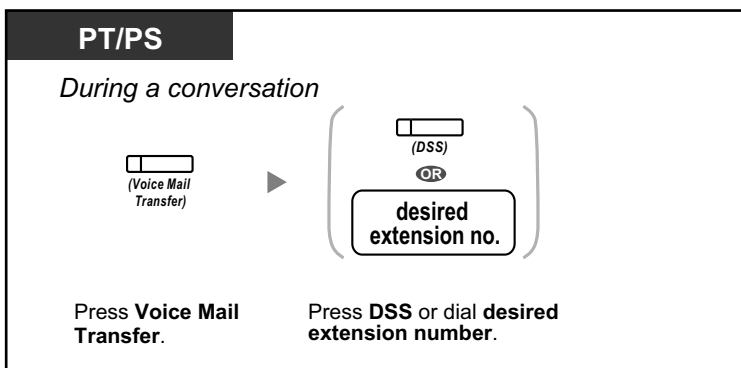 PT/PS
During a conversation
(Voice Mail
Transfer)
(DSS)
OR
desired
extension no.
Press Voice Mail
Transfer.
Press DSS or dial desired
extension number.